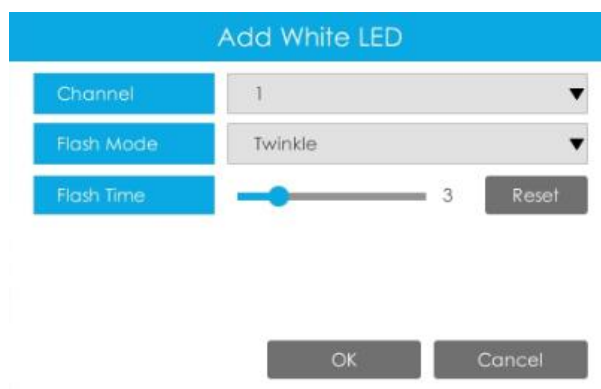 Add White LED
Channel 1
Flash Mode Twinkle
Flash Time 3 Reset
OK Cancel